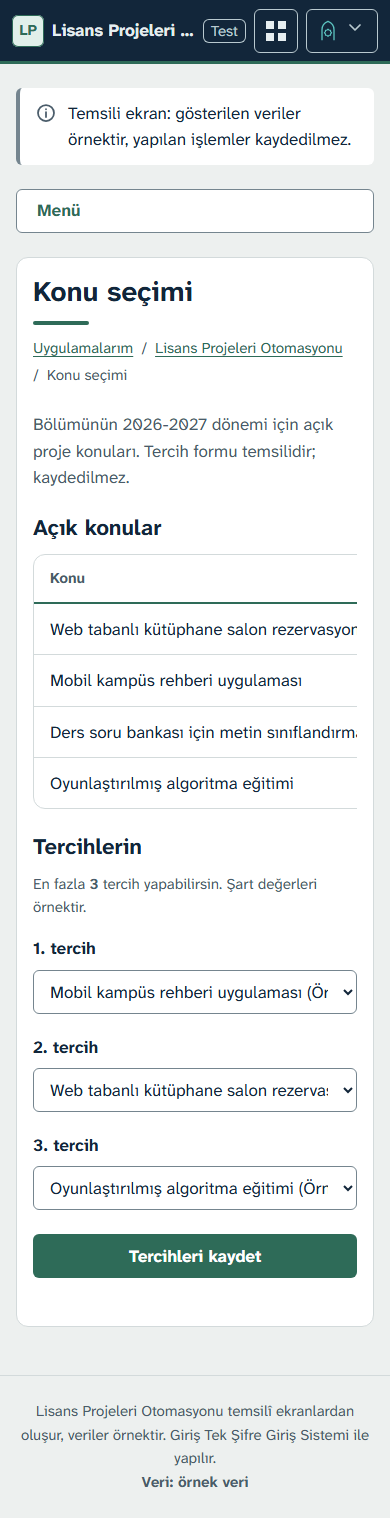 LP Lisans Projeleri ... Test
Temsili ekran: gösterilen veriler
örnektir, yapılan işlemler kaydedilmez.
Menü
Konu seçimi
Uygulamalarım / Lisans Projeleri Otomasyonu
/ Konu seçimi
Bölümünün 2026-2027 dönemi için açık
proje konuları. Tercih formu temsilidir;
kaydedilmez.
Açık konular
Konu
Web tabanlı kütüphane salon rezervasyon
Mobil kampüs rehberi uygulaması
Ders soru bankası için metin sınıflandırma
Oyunlaştırılmış algoritma eğitimi
Tercihlerin
En fazla 3 tercih yapabilirsin. Şart değerleri
örnektir.
1. tercih
Mobil kampüs rehberi uygulaması (Ör
2. tercih
Web tabanlı kütüphane salon rezervas
3. tercih
Oyunlaştırılmış algoritma eğitimi (Örn
Tercihleri kaydet
Lisans Projeleri Otomasyonu temsilî ekranlardan
oluşur, veriler örnektir. Giriş Tek Şifre Giriş Sistemi ile
yapılır.
Veri: örnek veri